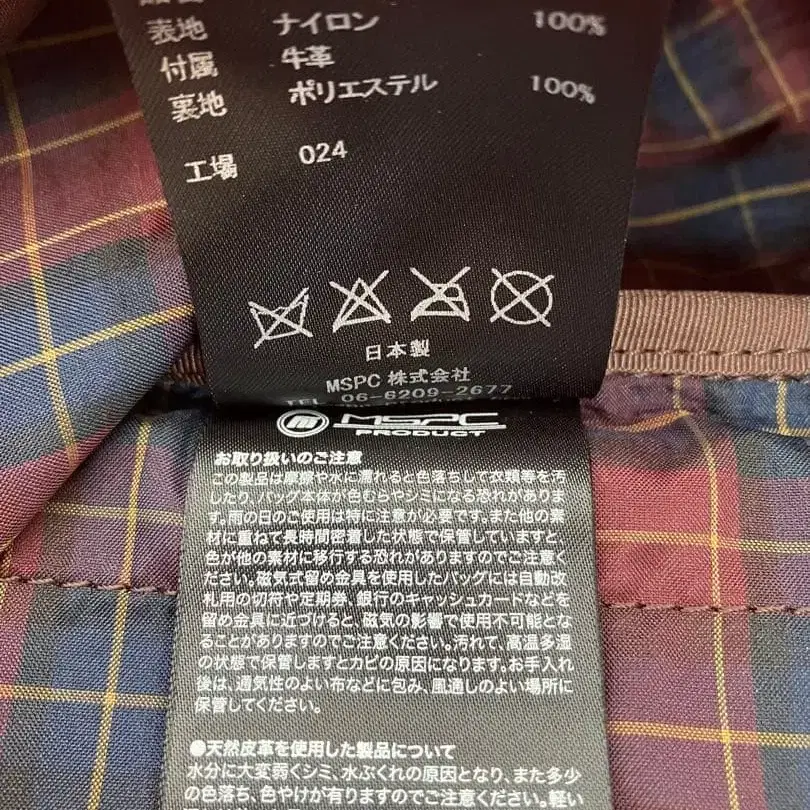 表地 ナイロン 100%
付属 牛革
裏地 ポリエステル 100%
工場 024
日本製
MSPC 株式会社
TEL 06-6209-2677
MSPC
PRODUCT
お取り扱いのご注意
この製品は摩擦や水に濡れると色落ちして衣類等を汚
したり、バッグ本体が色むらやシミになる恐れがありま
す。雨の日のご使用は特に注意が必要です。また他の素
材に重ねて長時間密着した状態で保管していますと、
色が他の素材に移行する恐れがありますのでご注意く
ださい。磁気式留め金具を使用したバッグには自動改
札用の切符や定期券、銀行のキャッシュカードなどを
留め金具に近づけると、磁気の影響で使用不可能とな
ることがありますのでご注意ください。汚れて、高温多湿
の状態で保管しますとカビの原因になります。お手入れ
後は、通気性のよい布などに包み、風通しのよい場所に
保管してください。
●天然皮革を使用した製品について
水分に大変弱くシミ、水ぶくれの原因となり、また多少
の色落ち、色やけが有りますのでご注意ください。軽い